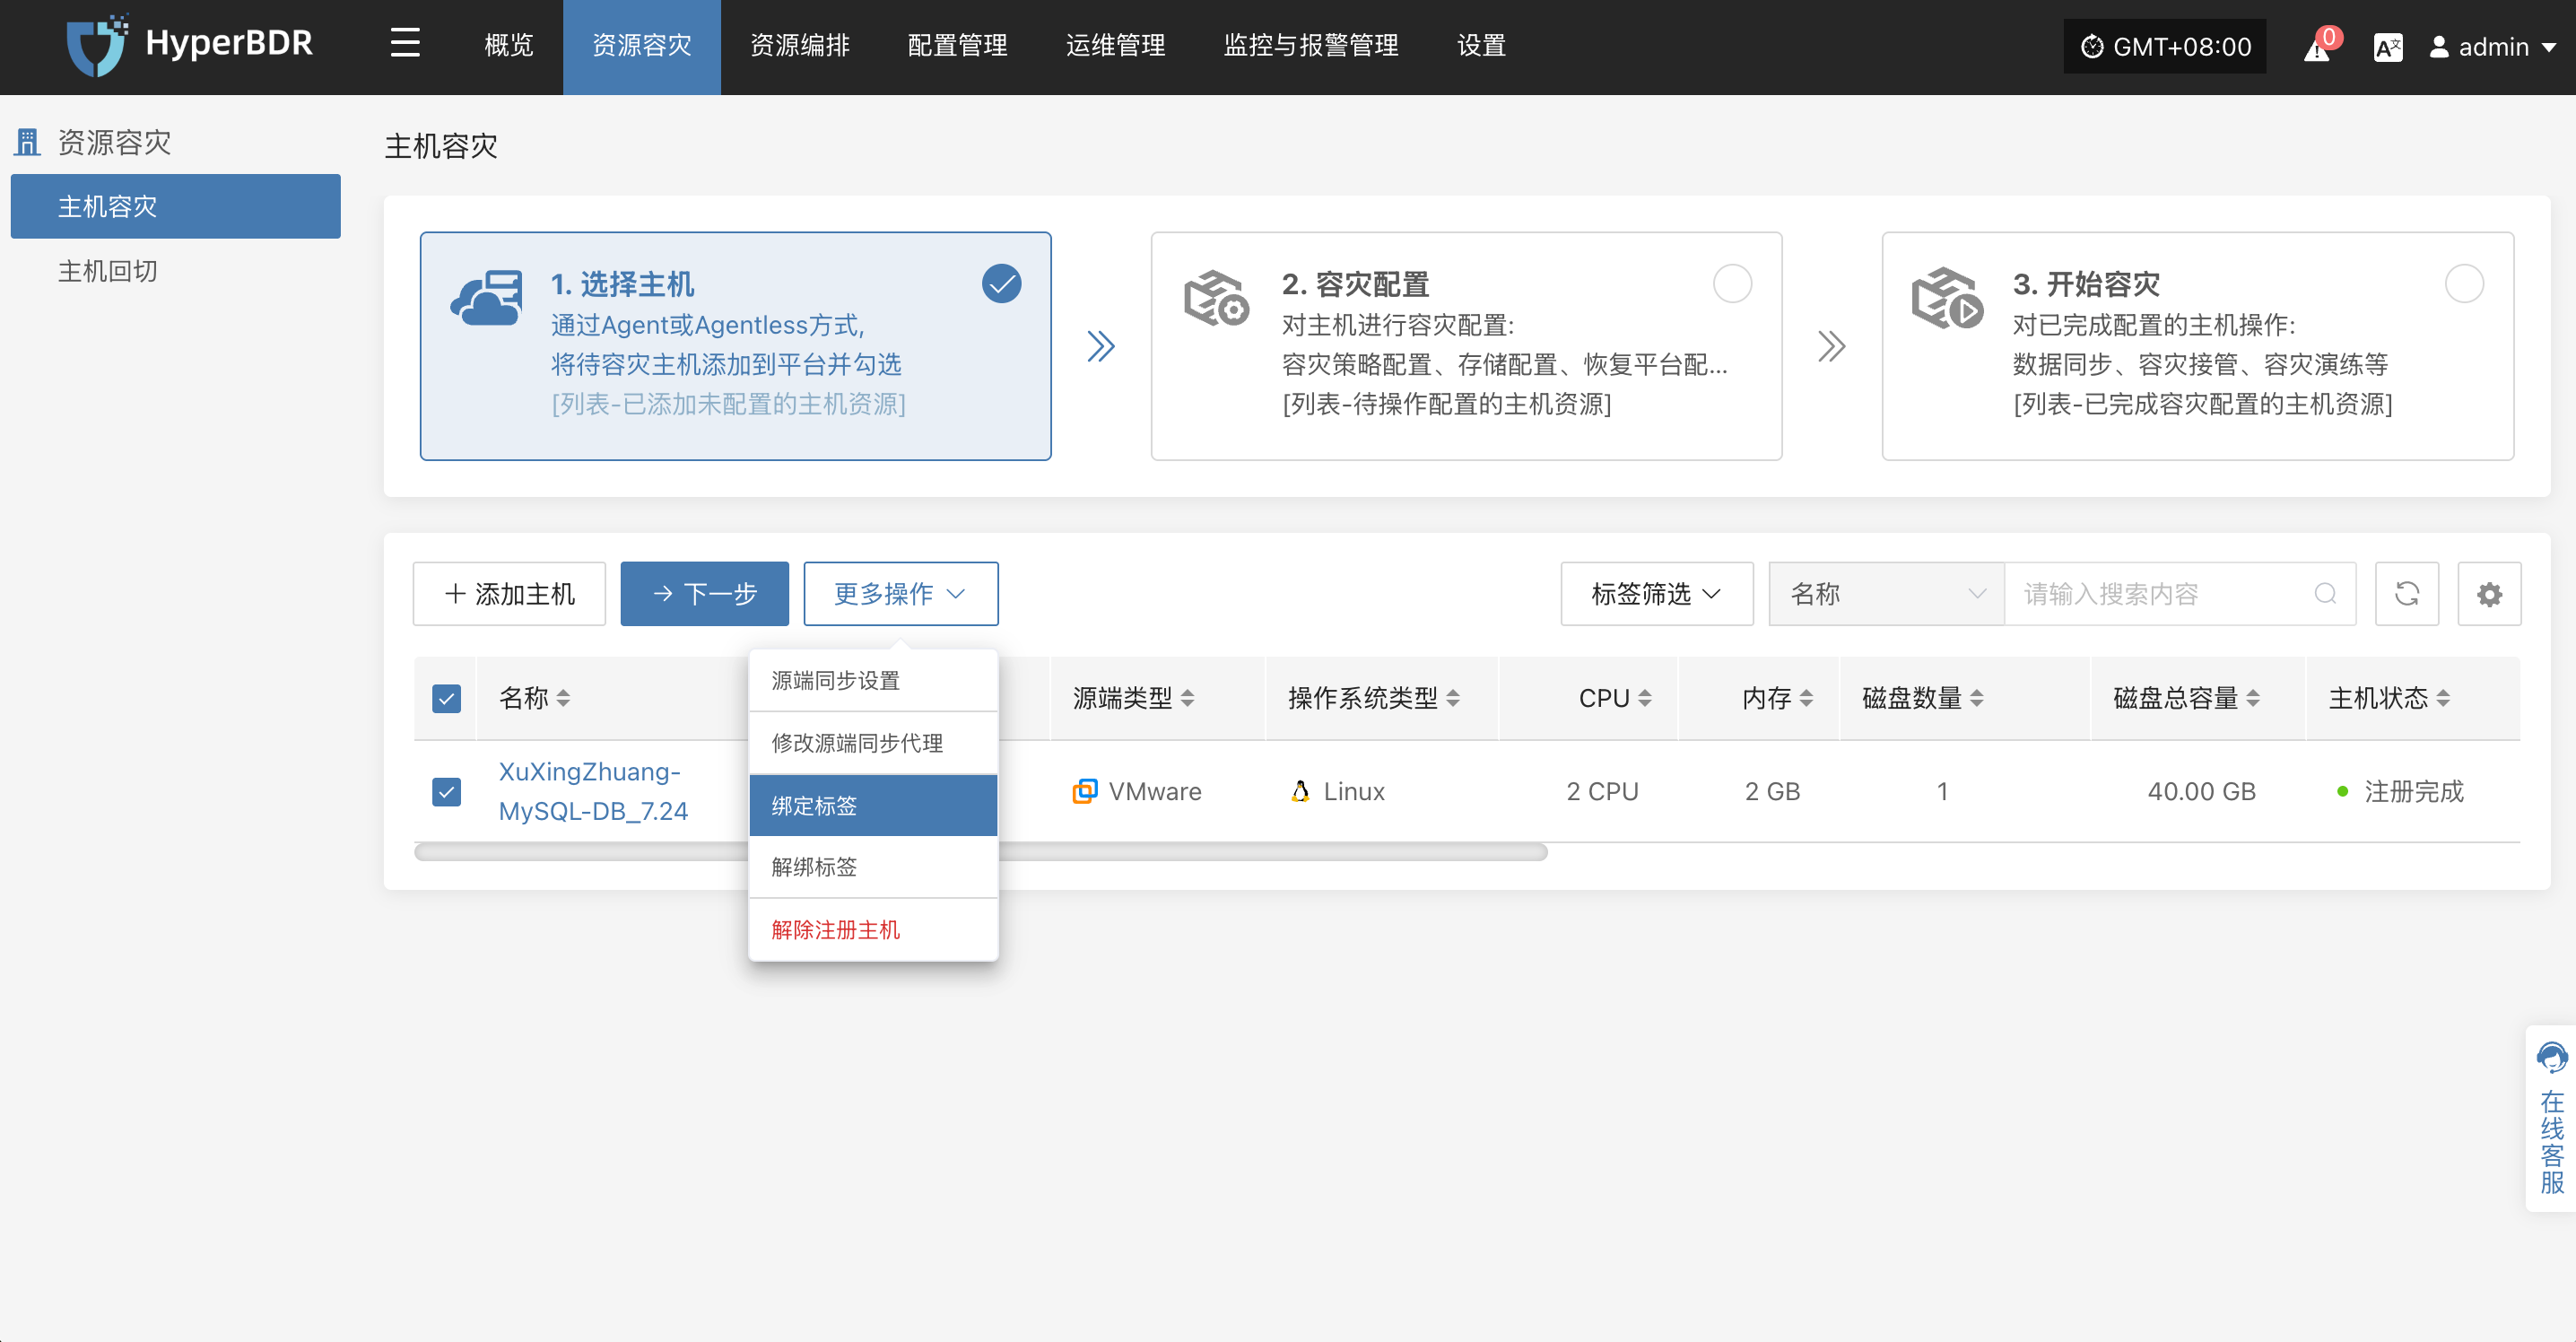 HyperBDR
概览
资源容灾
资源编排
配置管理
运维管理
监控与报警管理
设置
GMT+08:00
0
admin
资源容灾
主机容灾
主机回切
主机容灾
1. 选择主机
通过Agent或Agentless方式,
将待容灾主机添加到平台并勾选
[列表-已添加未配置的主机资源]
2. 容灾配置
对主机进行容灾配置:
容灾策略配置、存储配置、恢复平台配...
[列表-待操作配置的主机资源]
3. 开始容灾
对已完成配置的主机操作:
数据同步、容灾接管、容灾演练等
[列表-已完成容灾配置的主机资源]
添加主机
下一步
更多操作
标签筛选
名称
请输入搜索内容
源端同步设置
修改源端同步代理
绑定标签
解绑标签
解除注册主机
名称
源端类型
操作系统类型
CPU
内存
磁盘数量
磁盘总容量
主机状态
XuXingZhuang-
MySQL-DB_7.24
VMware
Linux
2 CPU
2 GB
1
40.00 GB
注册完成
在线客服